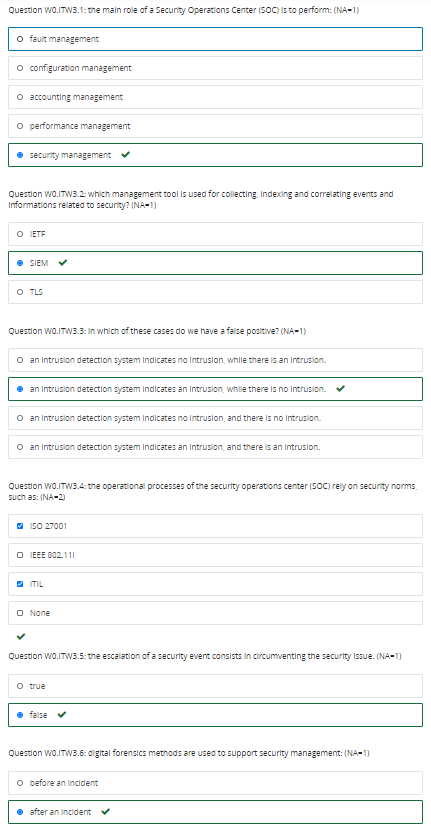 Question W0.ITW3.1: the main role of a Security Operations Center (SOC) is to perform: (NA=1)
fault management
configuration management
accounting management
performance management
security management
Question W0.ITW3.2: which management tool is used for collecting, indexing and correlating events and
informations related to security? (NA=1)
IETF
SIEM
TLS
Question W0.ITW3.3: in which of these cases do we have a false positive? (NA=1)
an intrusion detection system indicates no intrusion, while there is an intrusion.
an intrusion detection system indicates an intrusion, while there is no intrusion.
an intrusion detection system indicates no intrusion, and there is no intrusion.
an intrusion detection system indicates an intrusion, and there is an intrusion.
Question W0.ITW3.4: the operational processes of the security operations center (SOC) rely on security norms,
such as: (NA=2)
ISO 27001
IEEE 802.11i
ITIL
None
Question W0.ITW3.5: the escalation of a security event consists in circumventing the security issue. (NA=1)
true
false
Question W0.ITW3.6: digital forensics methods are used to support security management: (NA=1)
before an incident
after an incident